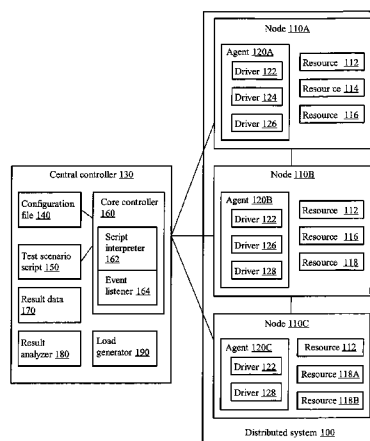 Node 110A
Agent 120A
Driver 122
Driver 124
Driver 126
Resource 112
Resource 114
Resource 116
Central controller 130
Configuration
file 140
Core controller
160
Script
interpreter
162
Event
listener 164
Test scenario
script 150
Result data
170
Result
analyzer 180
Load
generator 190
Node 110B
Agent 120B
Driver 122
Driver 126
Driver 128
Resource 112
Resource 116
Resource 118
Node 110C
Agent 120C
Driver 122
Driver 128
Resource 112
Resource 118A
Resource 118B
Distributed system 100